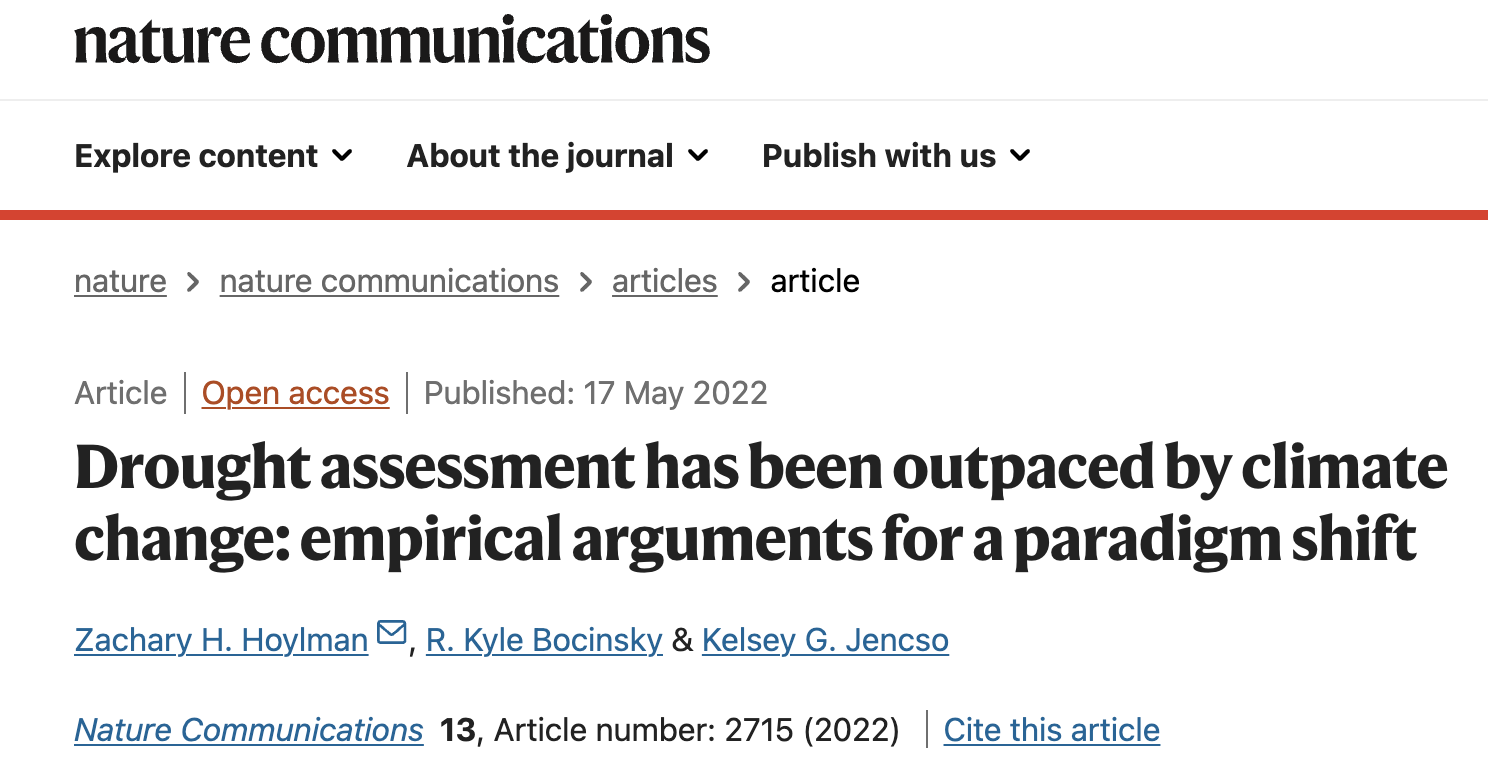 nature communications
Explore content About the journal Publish with us
nature > nature communications > articles > article
Article | Open access | Published: 17 May 2022
Drought assessment has been outpaced by climate
change: empirical arguments for a paradigm shift
Zachary H. Hoylman, R. Kyle Bocinsky & Kelsey G. Jencso
Nature Communications 13, Article number: 2715 (2022) | Cite this article